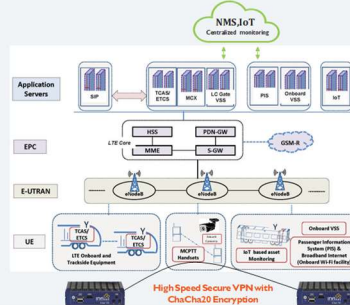 NMS,IoT
Centralized monitoring
Application
Servers
SIP
TCAS/
ETCS
MCX
LC Gate
VSS
PIS
Onboard
VSS
IoT
EPC
LTE Core
HSS
PDN-GW
MME
S-GW
GSM-R
E-UTRAN
eNodeB
eNodeB
eNodeB
UE
TCAS/
ETCS
TCAS/
ETCS
LTE Onboard and
Trackside Equipment
MCPTT
Handsets
IoT based asset
Monitoring
Onboard VSS
Passenger Information
System (PIS) &
Broadband Internet
(Onboard Wi-Fi facility)
High Speed Secure VPN with
ChaCha20 Encryption